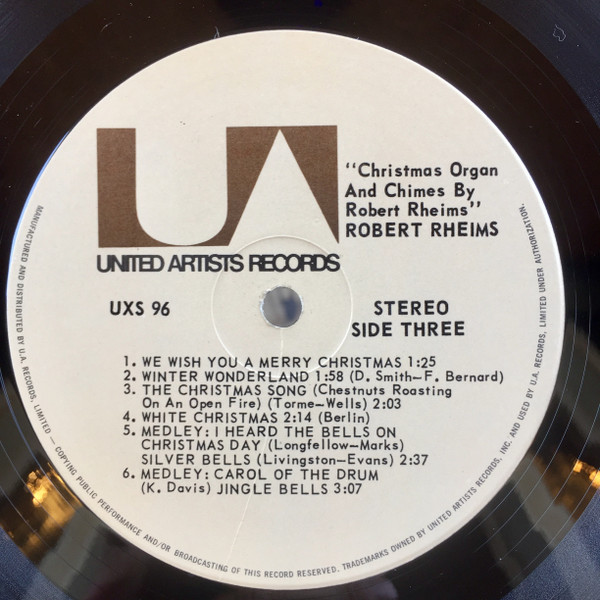 UA
UNITED ARTISTS RECORDS
"Christmas Organ
And Chimes By
Robert Rheims"
ROBERT RHEIMS
UXS 96
STEREO
SIDE THREE
1. WE WISH YOU A MERRY CHRISTMAS 1:25
2. WINTER WONDERLAND 1:58 (D. Smith—F. Bernard)
3. THE CHRISTMAS SONG (Chestnuts Roasting
On An Open Fire) (Torme—Wells) 2:03
4. WHITE CHRISTMAS 2:14 (Berlin)
5. MEDLEY: I HEARD THE BELLS ON
CHRISTMAS DAY (Longfellow—Marks)
SILVER BELLS (Livingston—Evans) 2:37
6. MEDLEY: CAROL OF THE DRUM
(K. Davis) JINGLE BELLS 3:07
MANUFACTURED AND DISTRIBUTED BY U.A. RECORDS, LIMITED — COPYING PUBLIC PERFORMANCE AND/OR BROADCASTING OF THIS RECORD RESERVED. TRADEMARKS OWNED BY UNITED ARTISTS RECORDS, INC. AND USED BY U.A. RECORDS, LIMITED UNDER AUTHORIZATION.